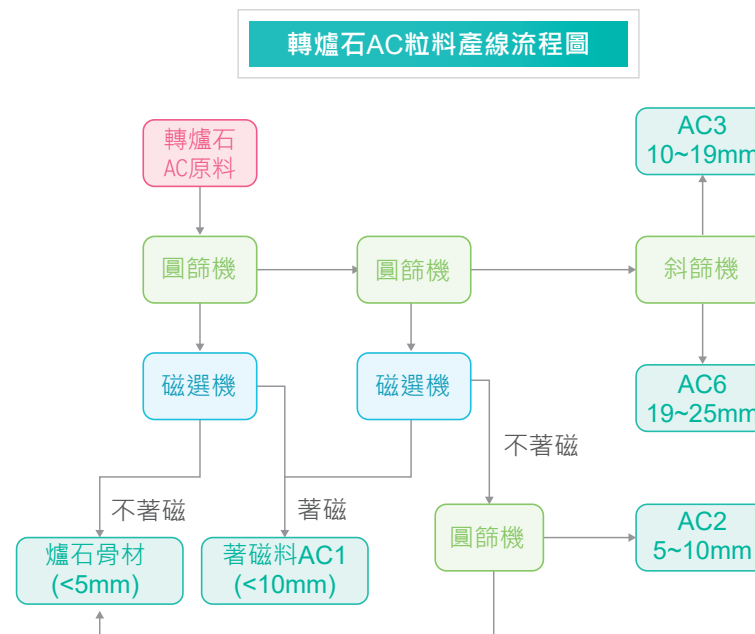 轉爐石AC粒料產線流程圖
轉爐石
AC原料
AC3
10~19mm
圓篩機
圓篩機
斜篩機
磁選機
磁選機
AC6
19~25mm
不著磁
不著磁
著磁
爐石骨材
(<5mm)
著磁料AC1
(<10mm)
圓篩機
AC2
5~10mm